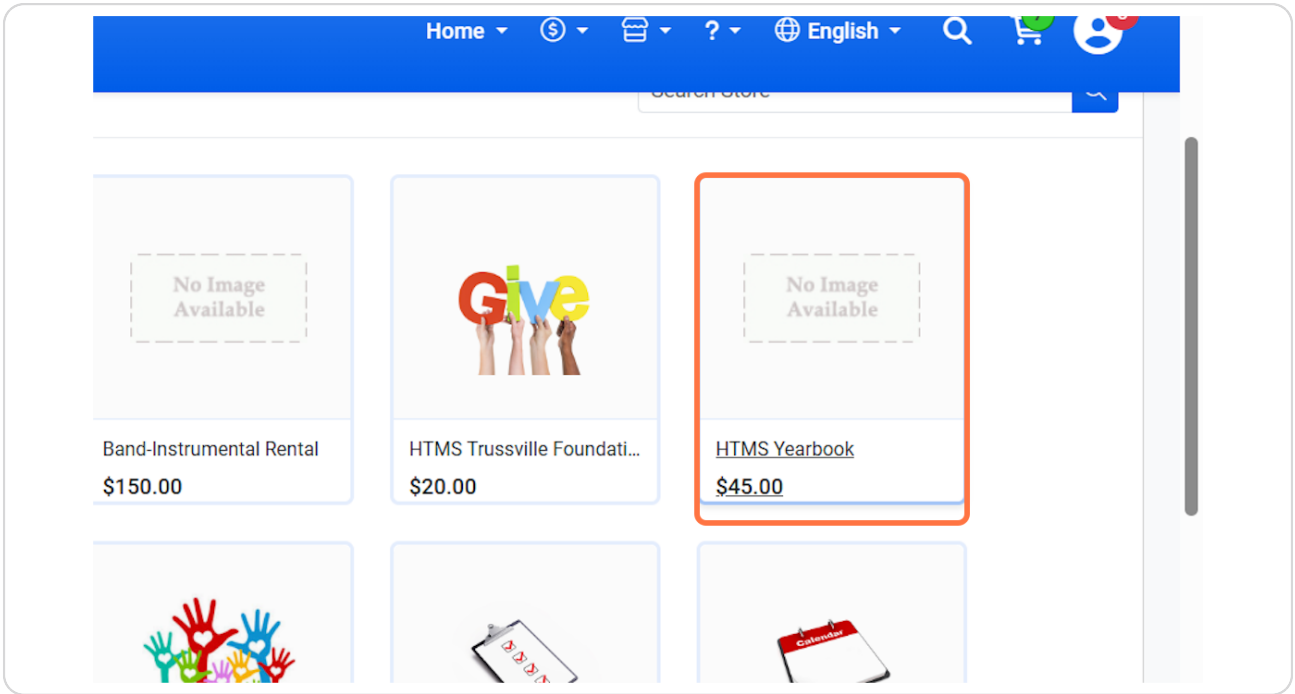 Home
?
English
Search Store
No Image
Available
Give
No Image
Available
Band-Instrumental Rental
$150.00
HTMS Trussville Foundati...
$20.00
HTMS Yearbook
$45.00
Calendar